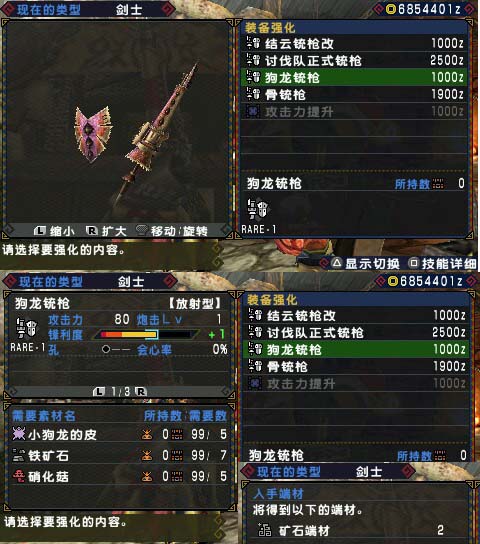 现在的类型 剑士
6854401z
装备强化
结云铳枪改 1000z
讨伐队正式铳枪 2500z
狗龙铳枪 1000z
骨铳枪 1900z
攻击力提升 1000z
狗龙铳枪 所持数 0
RARE-1
L 缩小 R 扩大 移动:旋转
请选择要强化的内容。
△显示切换 □技能详细
现在的类型 剑士
6854401z
狗龙铳枪 【放射型】
攻击力 80 炮击Lv 1
锋利度 +1
RARE-1 孔 ○-- 会心率 0%
L 1/3 R
需要素材名 所持数:需要数
小狗龙的皮 0 99/ 5
铁矿石 0 99/ 7
硝化菇 0 99/ 5
请选择要强化的内容。
装备强化
结云铳枪改 1000z
讨伐队正式铳枪 2500z
狗龙铳枪 1000z
骨铳枪 1900z
攻击力提升 1000z
狗龙铳枪 所持数 0
现在的类型 剑士
入手端材
将得到以下的端材。
矿石端材 2